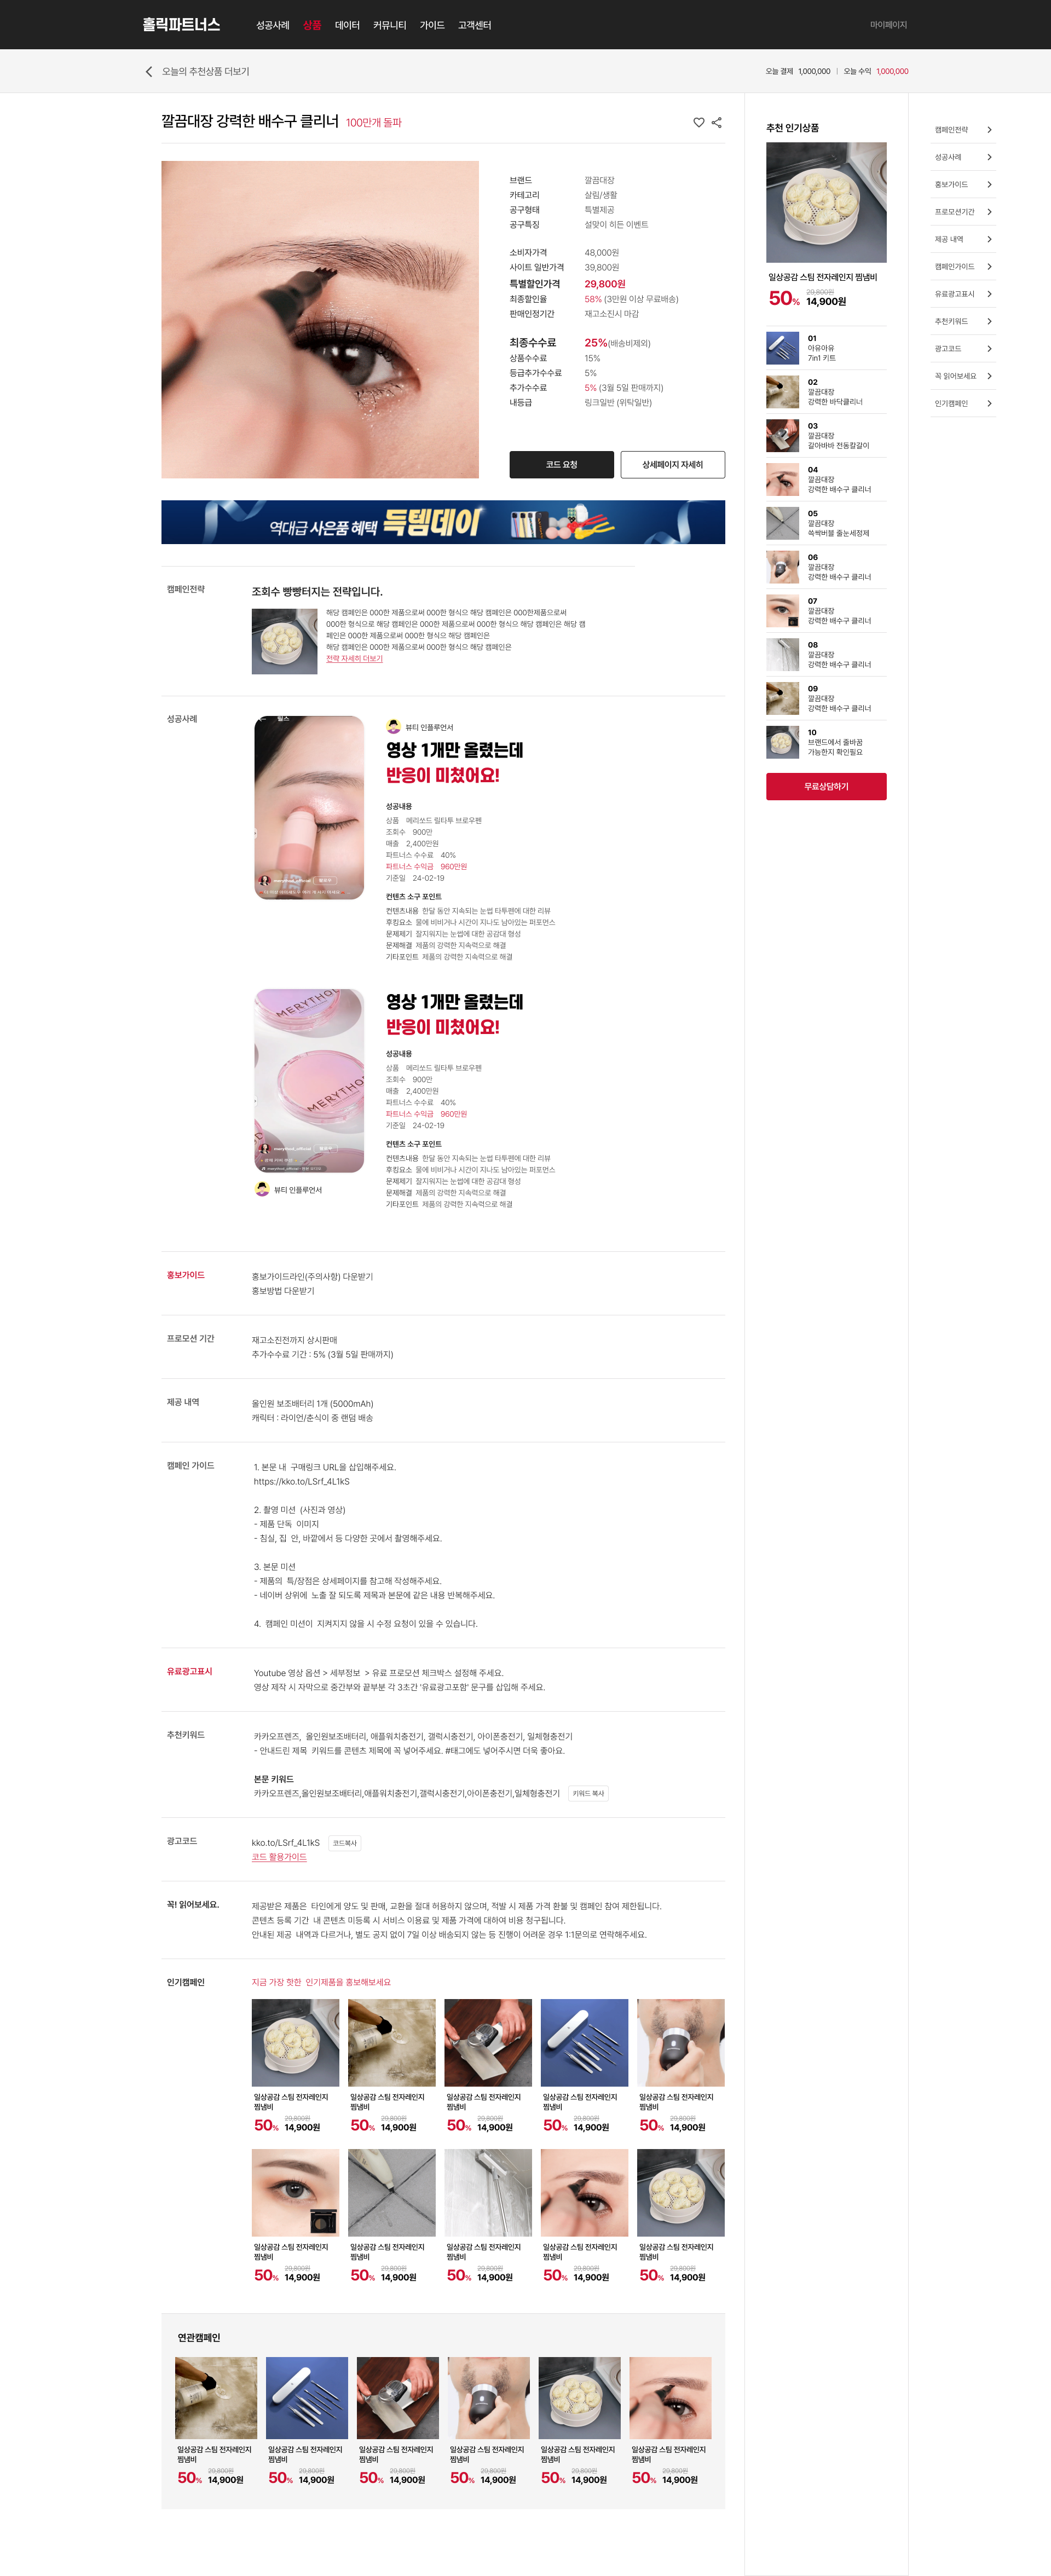 홀릭파트너스
성공사례 상품 데이터 커뮤니티 가이드 고객센터
마이페이지
오늘의 추천상품 더보기
오늘 결제 1,000,000 | 오늘 수익 1,000,000
깔끔대장 강력한 배수구 클리너 100만개 돌파
브랜드 깔끔대장
카테고리 살림/생활
공구형태 특별제공
공구특징 설맞이 히든 이벤트
소비자가격 48,000원
사이트 일반가격 39,800원
특별할인가격 29,800원
최종할인율 58% (3만원 이상 무료배송)
판매인정기간 재고소진시 마감
최종수수료 25%(배송비제외)
상품수수료 15%
등급추가수수료 5%
추가수수료 5% (3월 5일 판매까지)
내등급 링크일반 (위탁일반)
코드 요청
상세페이지 자세히
역대급 사은품 혜택 득템데이
캠페인전략
조회수 빵빵터지는 전략입니다.
해당 캠페인은 000한 제품으로써 000한 형식으 해당 캠페인은 000한제품으로써
000한 형식으로 해당 캠페인은 000한 제품으로써 000한 형식으 해당 캠페인은 해당 캠
페인은 000한 제품으로써 000한 형식으 해당 캠페인은
해당 캠페인은 000한 제품으로써 000한 형식으 해당 캠페인은
전략 자세히 더보기
성공사례
릴스
뷰티 인플루언서
영상 1개만 올렸는데
반응이 미쳤어요!
성공내용
상품 메리쏘드 릴타투 브로우펜
조회수 900만
매출 2,400만원
파트너스 수수료 40%
파트너스 수익금 960만원
기준일 24-02-19
컨텐츠 소구 포인트
컨텐츠내용 한달 동안 지속되는 눈썹 타투펜에 대한 리뷰
후킹요소 물에 비비거나 시간이 지나도 남아있는 퍼포먼스
문제제기 잘지워지는 눈썹에 대한 공감대 형성
문제해결 제품의 강력한 지속력으로 해결
기타포인트 제품의 강력한 지속력으로 해결
MERYTHOD
MERYTHOD
뷰티 인플루언서
영상 1개만 올렸는데
반응이 미쳤어요!
성공내용
상품 메리쏘드 릴타투 브로우펜
조회수 900만
매출 2,400만원
파트너스 수수료 40%
파트너스 수익금 960만원
기준일 24-02-19
컨텐츠 소구 포인트
컨텐츠내용 한달 동안 지속되는 눈썹 타투펜에 대한 리뷰
후킹요소 물에 비비거나 시간이 지나도 남아있는 퍼포먼스
문제제기 잘지워지는 눈썹에 대한 공감대 형성
문제해결 제품의 강력한 지속력으로 해결
기타포인트 제품의 강력한 지속력으로 해결
홍보가이드
홍보가이드라인(주의사항) 다운받기
홍보방법 다운받기
프로모션 기간
재고소진전까지 상시판매
추가수수료 기간 : 5% (3월 5일 판매까지)
제공 내역
올인원 보조배터리 1개 (5000mAh)
캐릭터 : 라이언/춘식이 중 랜덤 배송
캠페인 가이드
1. 본문 내 구매링크 URL을 삽입해주세요.
https://kko.to/LSrf_4L1kS
2. 촬영 미션 (사진과 영상)
- 제품 단독 이미지
- 침실, 집 안, 바깥에서 등 다양한 곳에서 촬영해주세요.
3. 본문 미션
- 제품의 특/장점은 상세페이지를 참고해 작성해주세요.
- 네이버 상위에 노출 잘 되도록 제목과 본문에 같은 내용 반복해주세요.
4. 캠페인 미션이 지켜지지 않을 시 수정 요청이 있을 수 있습니다.
유료광고표시
Youtube 영상 옵션 > 세부정보 > 유료 프로모션 체크박스 설정해 주세요.
영상 제작 시 자막으로 중간부와 끝부분 각 3초간 '유료광고포함' 문구를 삽입해 주세요.
추천키워드
카카오프렌즈, 올인원보조배터리, 애플워치충전기, 갤럭시충전기, 아이폰충전기, 일체형충전기
- 안내드린 제목 키워드를 콘텐츠 제목에 꼭 넣어주세요. #태그에도 넣어주시면 더욱 좋아요.
본문 키워드
카카오프렌즈,올인원보조배터리,애플워치충전기,갤럭시충전기,아이폰충전기,일체형충전기 키워드 복사
광고코드
kko.to/LSrf_4L1kS 코드복사
코드 활용가이드
꼭! 읽어보세요.
제공받은 제품은 타인에게 양도 및 판매, 교환을 절대 허용하지 않으며, 적발 시 제품 가격 환불 및 캠페인 참여 제한됩니다.
콘텐츠 등록 기간 내 콘텐츠 미등록 시 서비스 이용료 및 제품 가격에 대하여 비용 청구됩니다.
안내된 제공 내역과 다르거나, 별도 공지 없이 7일 이상 배송되지 않는 등 진행이 어려운 경우 1:1문의로 연락해주세요.
인기캠페인
지금 가장 핫한 인기제품을 홍보해보세요
일상공감 스팀 전자레인지 일상공감 스팀 전자레인지 일상공감 스팀 전자레인지 일상공감 스팀 전자레인지 일상공감 스팀 전자레인지
찜냄비 찜냄비 찜냄비 찜냄비 찜냄비
29,800원 29,800원 29,800원 29,800원 29,800원
50% 14,900원 50% 14,900원 50% 14,900원 50% 14,900원 50% 14,900원
일상공감 스팀 전자레인지 일상공감 스팀 전자레인지 일상공감 스팀 전자레인지 일상공감 스팀 전자레인지 일상공감 스팀 전자레인지
찜냄비 찜냄비 찜냄비 찜냄비 찜냄비
29,800원 29,800원 29,800원 29,800원 29,800원
50% 14,900원 50% 14,900원 50% 14,900원 50% 14,900원 50% 14,900원
연관캠페인
일상공감 스팀 전자레인지 일상공감 스팀 전자레인지 일상공감 스팀 전자레인지 일상공감 스팀 전자레인지 일상공감 스팀 전자레인지 일상공감 스팀 전자레인지
찜냄비 찜냄비 찜냄비 찜냄비 찜냄비 찜냄비
29,800원 29,800원 29,800원 29,800원 29,800원 29,800원
50% 14,900원 50% 14,900원 50% 14,900원 50% 14,900원 50% 14,900원 50% 14,900원
추천 인기상품
일상공감 스팀 전자레인지 찜냄비
29,800원
50% 14,900원
01
아유아유
7in1 키트
02
깔끔대장
강력한 바닥클리너
03
깔끔대장
갈아바바 전동칼갈이
04
깔끔대장
강력한 배수구 클리너
05
깔끔대장
쓱싹버블 줄눈세정제
06
깔끔대장
강력한 배수구 클리너
07
깔끔대장
강력한 배수구 클리너
08
깔끔대장
강력한 배수구 클리너
09
깔끔대장
강력한 배수구 클리너
10
브랜드에서 줄바꿈
가능한지 확인필요
무료상담하기
캠페인전략
성공사례
홍보가이드
프로모션기간
제공 내역
캠페인가이드
유료광고표시
추천키워드
광고코드
꼭 읽어보세요
인기캠페인